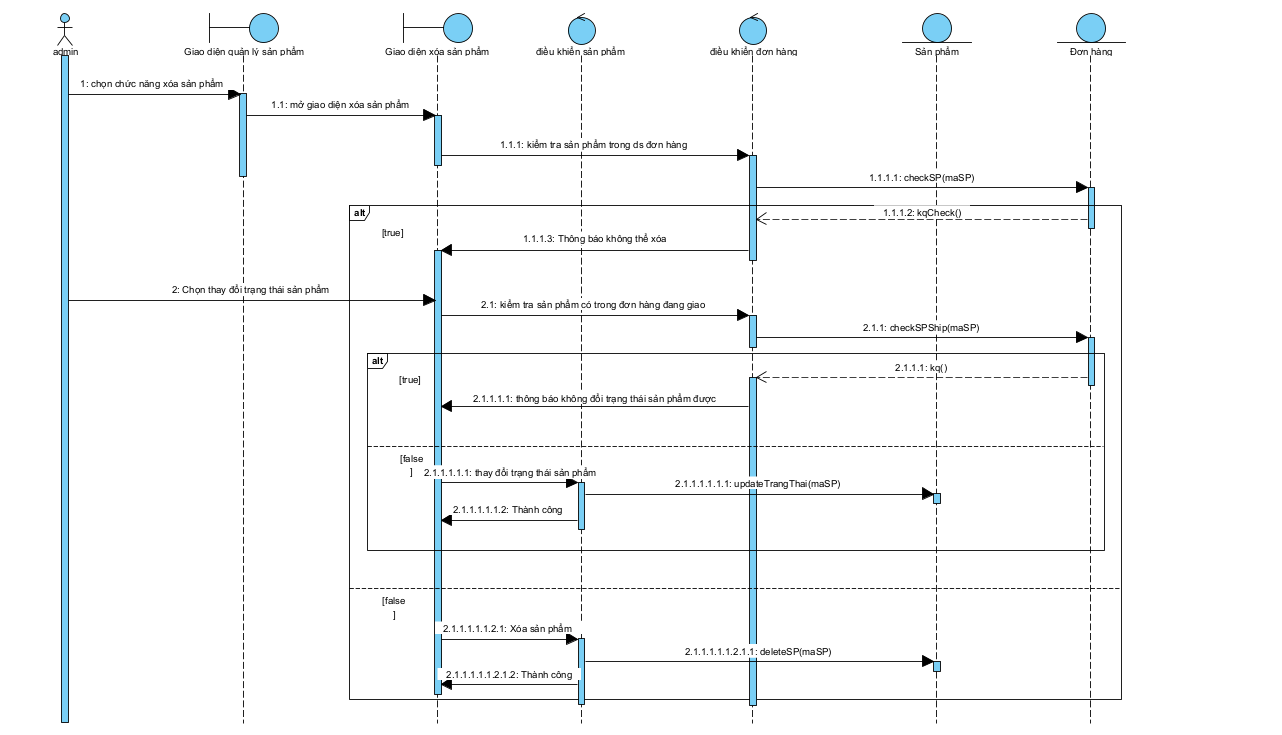 admin
Giao diện quản lý sản phẩm
Giao diện xóa sản phẩm
điều khiển sản phẩm
điều khiển đơn hàng
Sản phẩm
Đơn hàng
1: chọn chức năng xóa sản phẩm
1.1: mở giao diện xóa sản phẩm
1.1.1: kiểm tra sản phẩm trong ds đơn hàng
1.1.1.1: checkSP(maSP)
alt
1.1.1.2: kqCheck()
[true]
1.1.1.3: Thông báo không thể xóa
2: Chọn thay đổi trạng thái sản phẩm
2.1: kiểm tra sản phẩm có trong đơn hàng đang giao
2.1.1: checkSPShip(maSP)
alt
2.1.1.1: kq()
[true]
2.1.1.1.1: thông báo không đổi trạng thái sản phẩm được
[false
]
2.1.1.1.1.1: thay đổi trạng thái sản phẩm
2.1.1.1.1.1.1: updateTrangThai(maSP)
2.1.1.1.1.1.2: Thành công
[false
]
2.1.1.1.1.1.2.1: Xóa sản phẩm
2.1.1.1.1.1.2.1.1: deleteSP(maSP)
2.1.1.1.1.1.2.1.2: Thành công